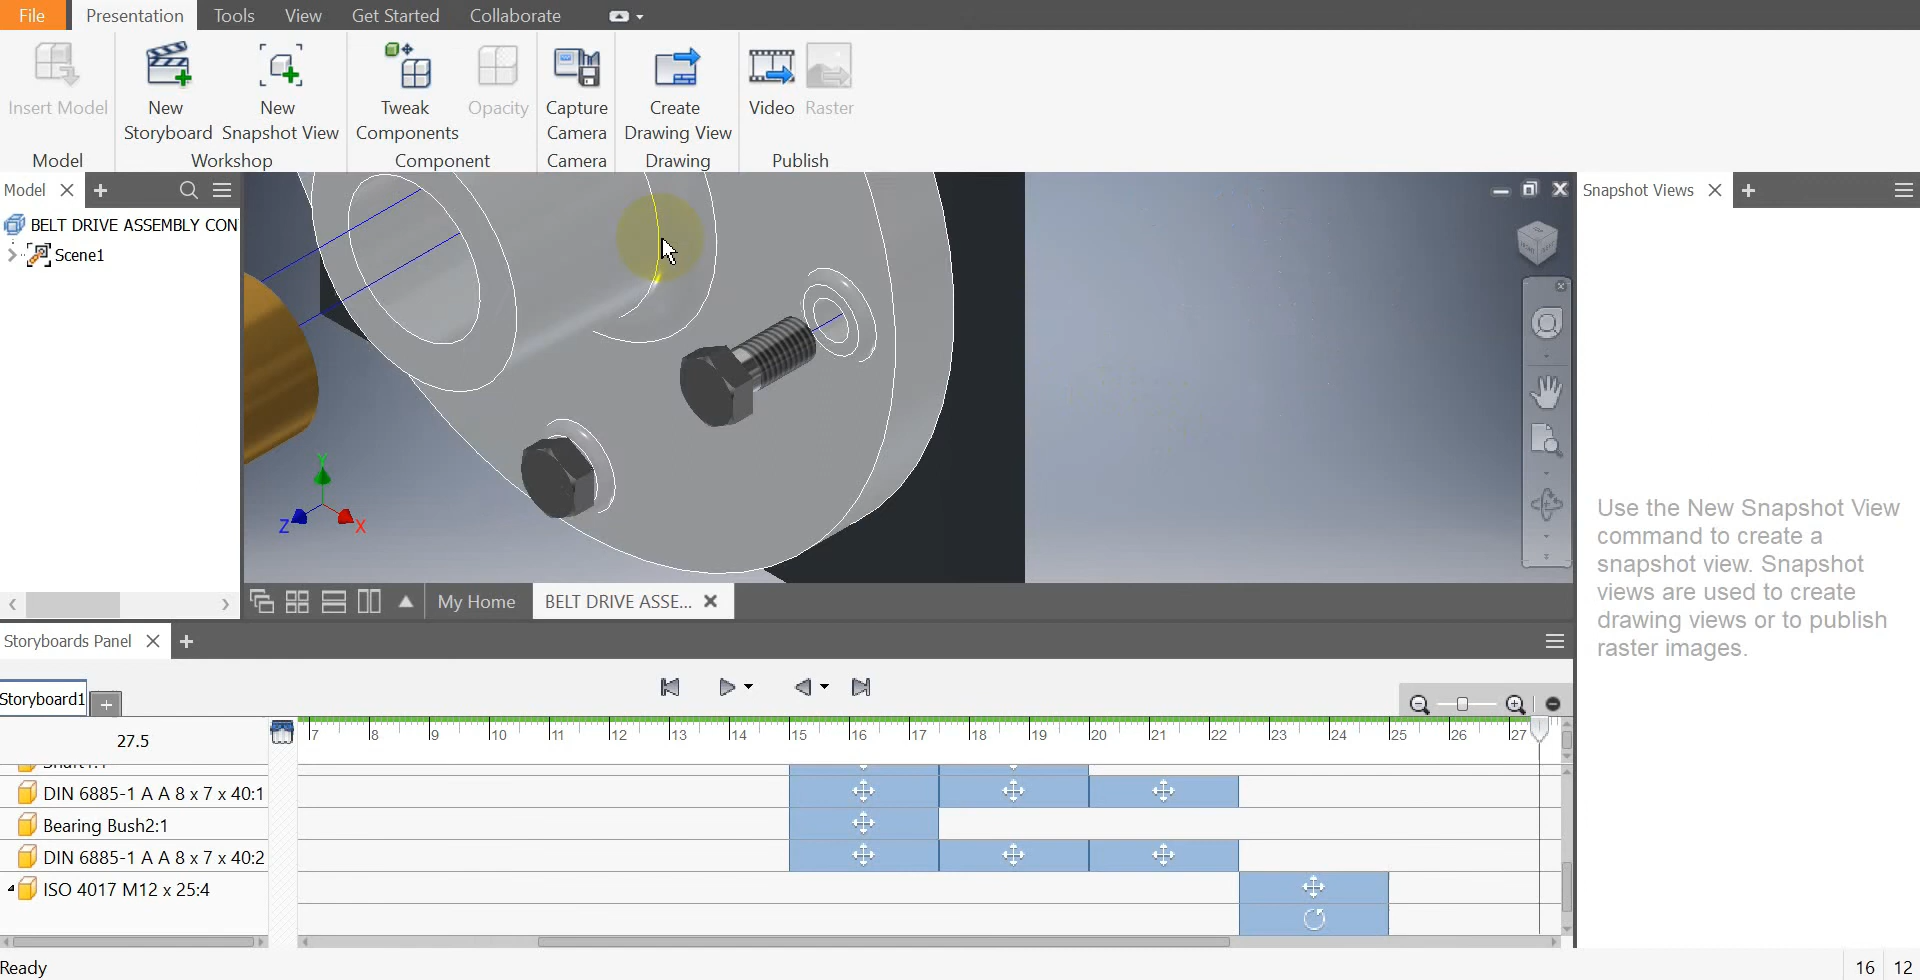 File Presentation Tools View Get Started Collaborate
Insert Model
New Storyboard
New Snapshot View
Tweak Components
Opacity
Capture Camera
Create Drawing View
Video
Raster
Model Workshop Component Camera Drawing Publish
Model
BELT DRIVE ASSEMBLY CON
Scene1
Y
Z
X
Snapshot Views
Use the New Snapshot View
command to create a
snapshot view. Snapshot
views are used to create
drawing views or to publish
raster images.
My Home BELT DRIVE ASSE...
Storyboards Panel
Storyboard1
27.5
7 8 9 10 11 12 13 14 15 16 17 18 19 20 21 22 23 24 25 26 27
DIN 6885-1 A A 8 x 7 x 40:1
Bearing Bush2:1
DIN 6885-1 A A 8 x 7 x 40:2
ISO 4017 M12 x 25:4
Ready
16 12